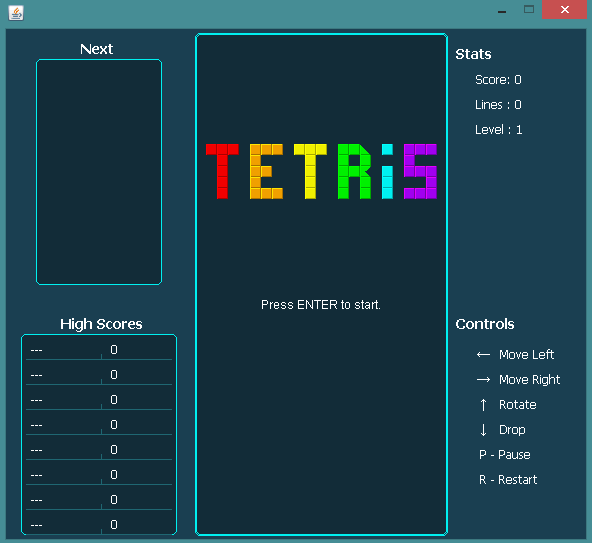 Next
High Scores
--- 0
--- 0
--- 0
--- 0
--- 0
--- 0
--- 0
--- 0
TETRiS
Press ENTER to start.
Stats
Score: 0
Lines : 0
Level : 1
Controls
← Move Left
→ Move Right
↑ Rotate
↓ Drop
P - Pause
R - Restart